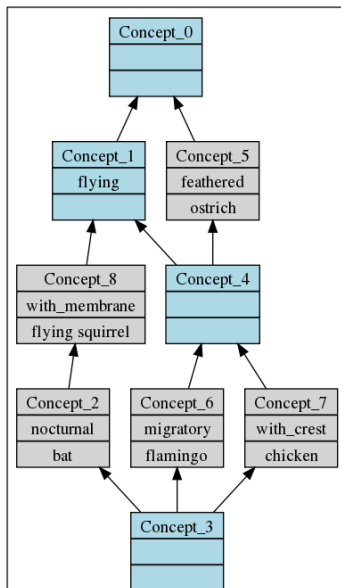 Concept_0
Concept_1
flying
Concept_5
feathered
ostrich
Concept_8
with_membrane
flying squirrel
Concept_4
Concept_2
nocturnal
bat
Concept_6
migratory
flamingo
Concept_7
with_crest
chicken
Concept_3